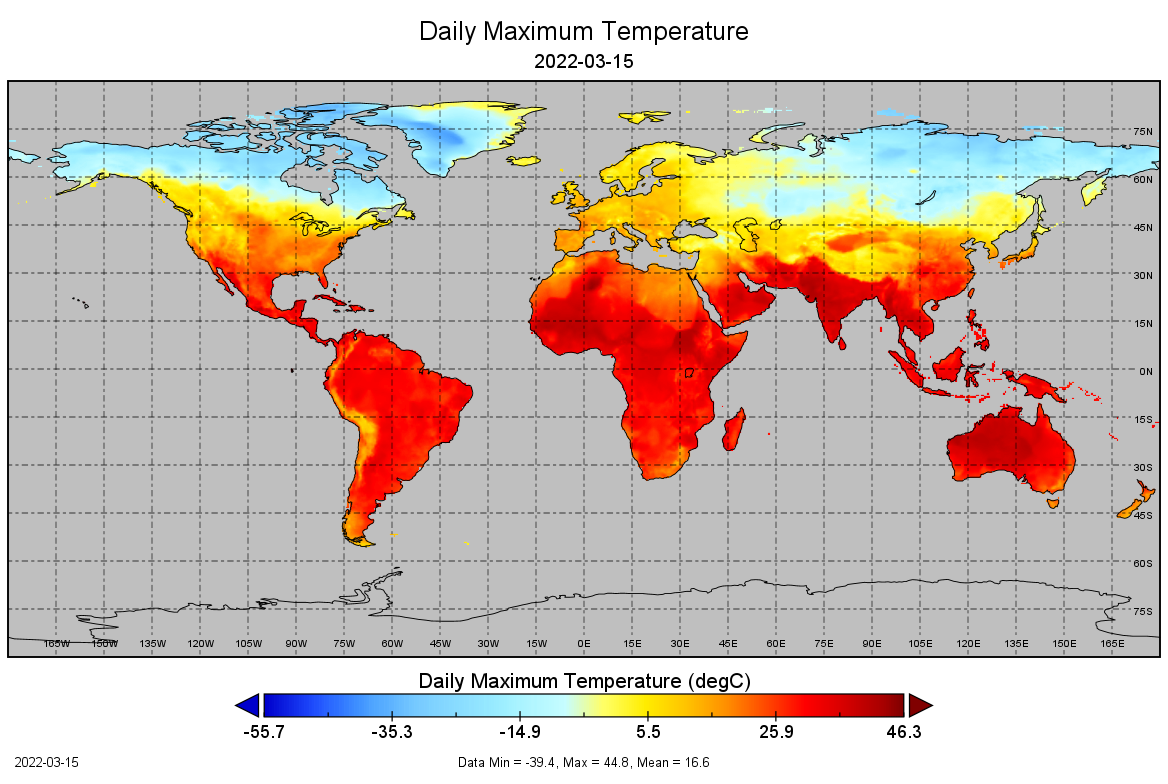 Daily Maximum Temperature
2022-03-15
75N
60N
45N
30N
15N
0N
15S
30S
45S
60S
75S
165W 150W 135W 120W 105W 90W 75W 60W 45W 30W 15W 0E 15E 30E 45E 60E 75E 90E 105E 120E 135E 150E 165E
Daily Maximum Temperature (degC)
-55.7 -35.3 -14.9 5.5 25.9 46.3
2022-03-15 Data Min = -39.4, Max = 44.8, Mean = 16.6